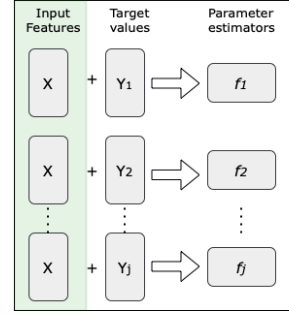 Input Features
Target values
Parameter estimators
X + Y1 f1
X + Y2 f2
X + Yj fj